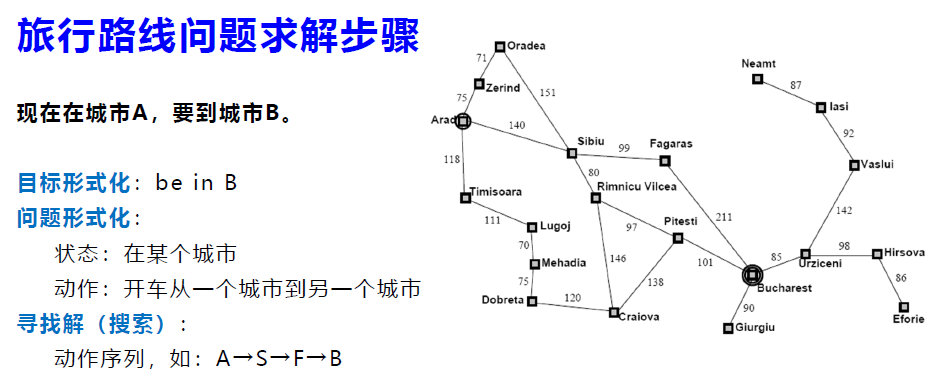 旅行路线问题求解步骤
现在在城市A，要到城市B。
目标形式化：be in B
问题形式化：
状态：在某个城市
动作：开车从一个城市到另一个城市
寻找解（搜索）：
动作序列，如：A→S→F→B
Oradea
71
Neamt
Zerind
87
75
151
Iasi
Arad
140
92
Sibiu
Fagaras
99
118
Vaslui
80
Timisoara
Rimnicu Vilcea
111
Lugoj
Pitesti
211
142
97
70
98
Hirsova
85
Mehadia
146
101
Urziceni
75
138
86
Bucharest
Dobreta
120
90
Craiova
Eforie
Giurgiu